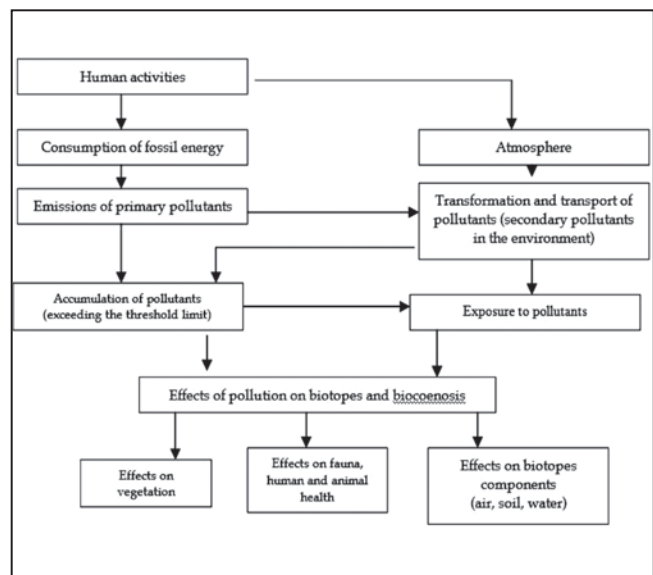 Human activities
Consumption of fossil energy
Atmosphere
Emissions of primary pollutants
Transformation and transport of
pollutants (secondary pollutants
in the environment)
Accumulation of pollutants
(exceeding the threshold limit)
Exposure to pollutants
Effects of pollution on biotopes and biocoenosis
Effects on
vegetation
Effects on fauna,
human and animal
health
Effects on biotopes
components
(air, soil, water)